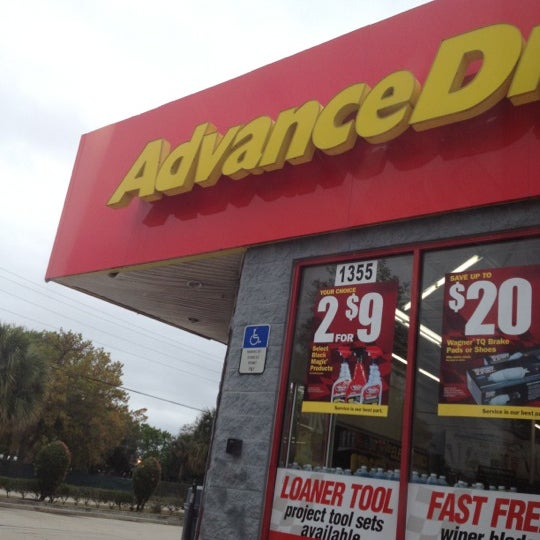 AdvanceDi
1355
YOUR CHOICE
2 FOR $9
Select
Black
Magic®
Products
Service is our best part.
SAVE UP TO
$20
Wagner® TQ Brake
Pads or Shoes
Service is our best part.
LOANER TOOL
project tool sets
available
FAST FRE
wiper blade